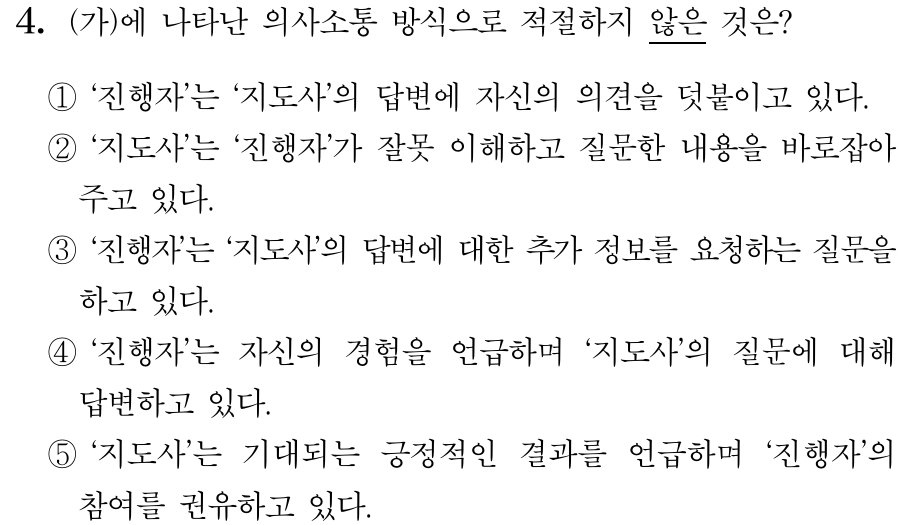 4. (가)에 나타난 의사소통 방식으로 적절하지 않은 것은?
① ‘진행자’는 ‘지도사’의 답변에 자신의 의견을 덧붙이고 있다.
② ‘지도사’는 ‘진행자’가 잘못 이해하고 질문한 내용을 바로잡아
주고 있다.
③ ‘진행자’는 ‘지도사’의 답변에 대한 추가 정보를 요청하는 질문을
하고 있다.
④ ‘진행자’는 자신의 경험을 언급하며 ‘지도사’의 질문에 대해
답변하고 있다.
⑤ ‘지도사’는 기대되는 긍정적인 결과를 언급하며 ‘진행자’의
참여를 권유하고 있다.